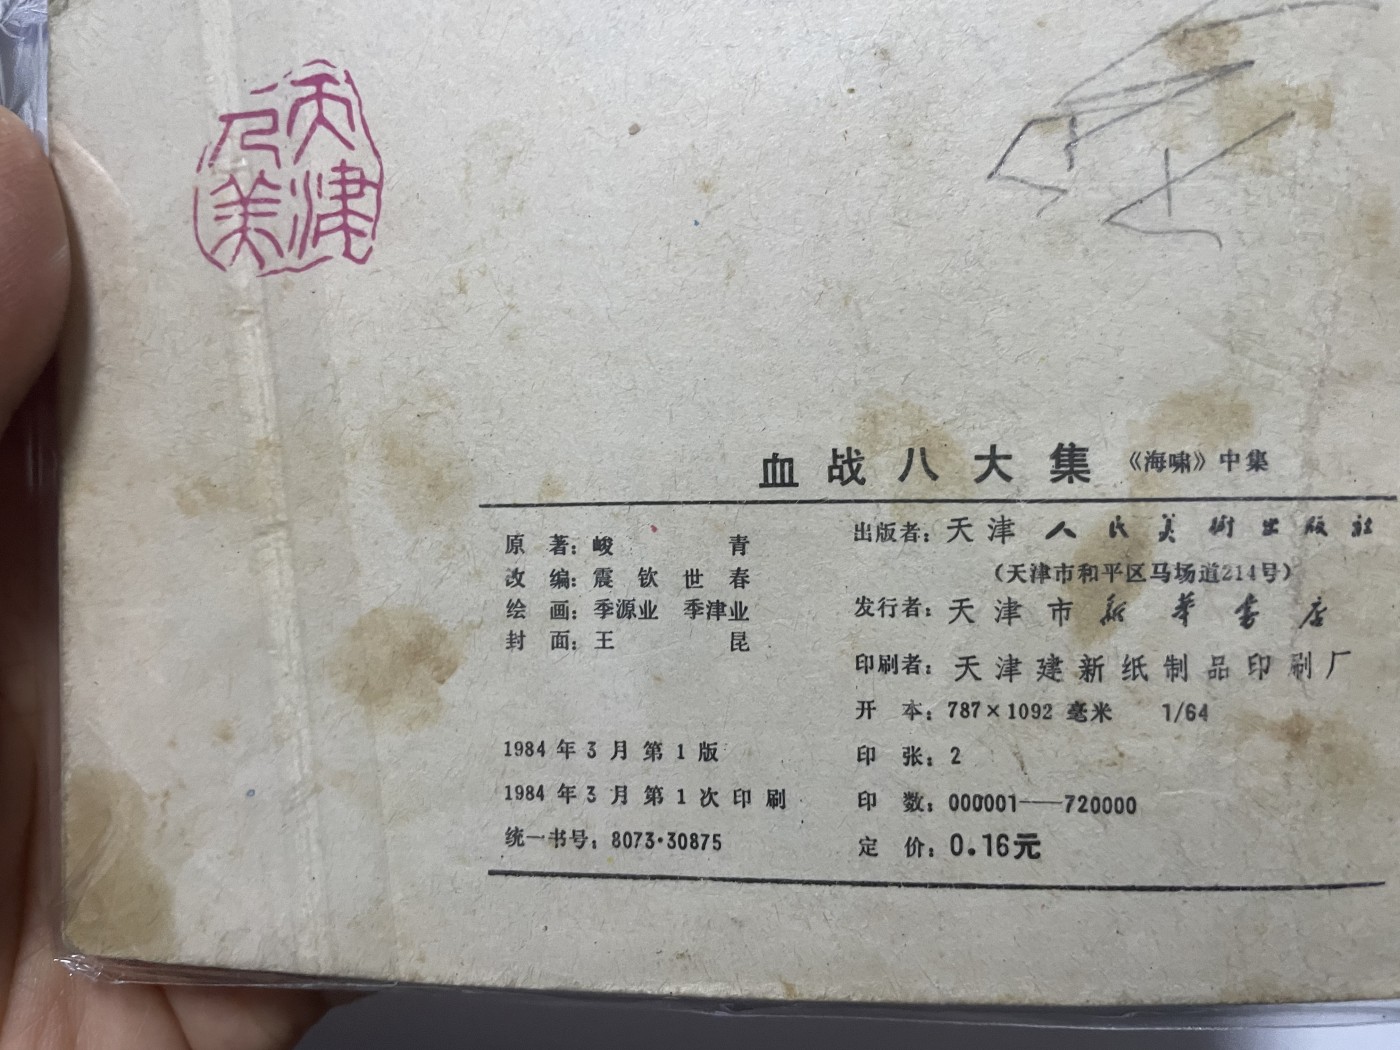 天津
人美
血战八大集 《海啸》中集
原 著：峻 青
改 编：震 钦 世 春
绘 画：季源业 季津业
封 面：王 昆
1984年3月第1版
1984年3月第1次印刷
统一书号：8073·30875
出版者：天津人民美術出版社
（天津市和平区马场道214号）
发行者：天津市新华书店
印刷者：天津建新纸制品印刷厂
开 本：787×1092 毫米 1/64
印 张：2
印 数：000001——720000
定 价：0.16元